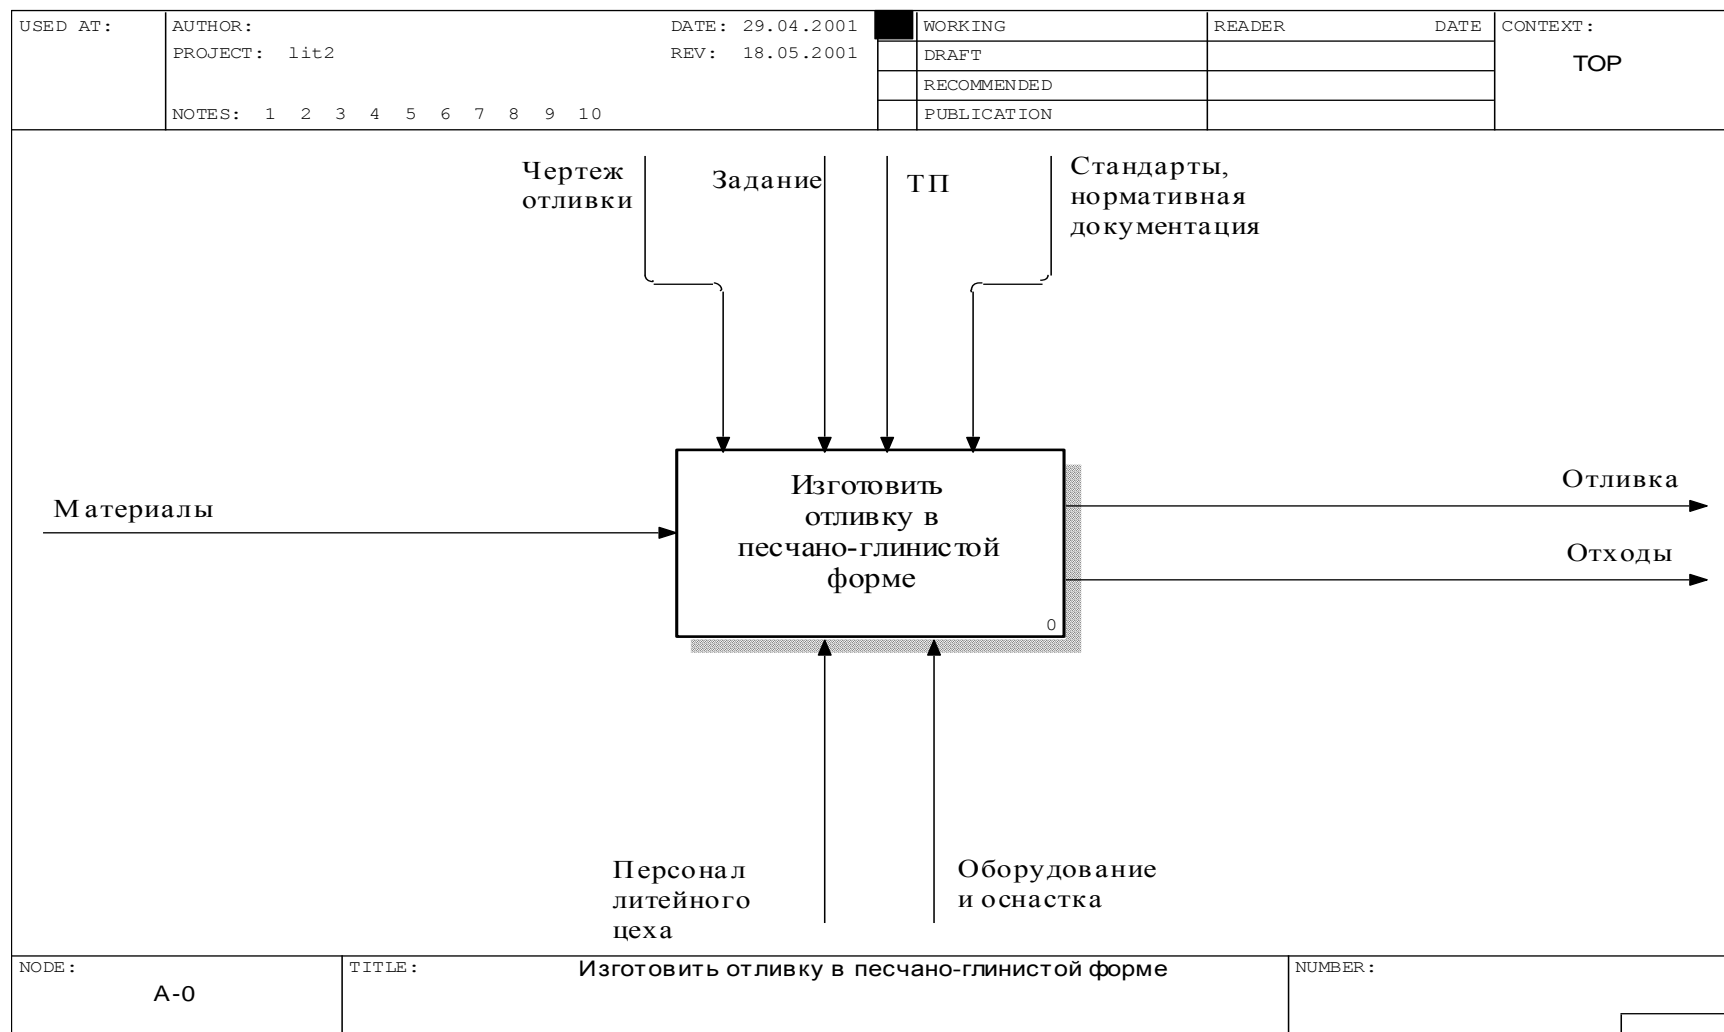 USED AT:
AUTHOR:
DATE: 29.04.2001
WORKING
READER
DATE
CONTEXT:
PROJECT: lit2
REV: 18.05.2001
DRAFT
TOP
RECOMMENDED
NOTES: 1 2 3 4 5 6 7 8 9 10
PUBLICATION
Чертеж
отливки
Задание
ТП
Стандарты,
нормативная
документация
Материалы
Изготовить
отливку в
песчано-глинистой
форме
0
Отливка
Отходы
Персонал
литейного
цеха
Оборудование
и оснастка
NODE:
A-0
TITLE:
Изготовить отливку в песчано-глинистой форме
NUMBER: